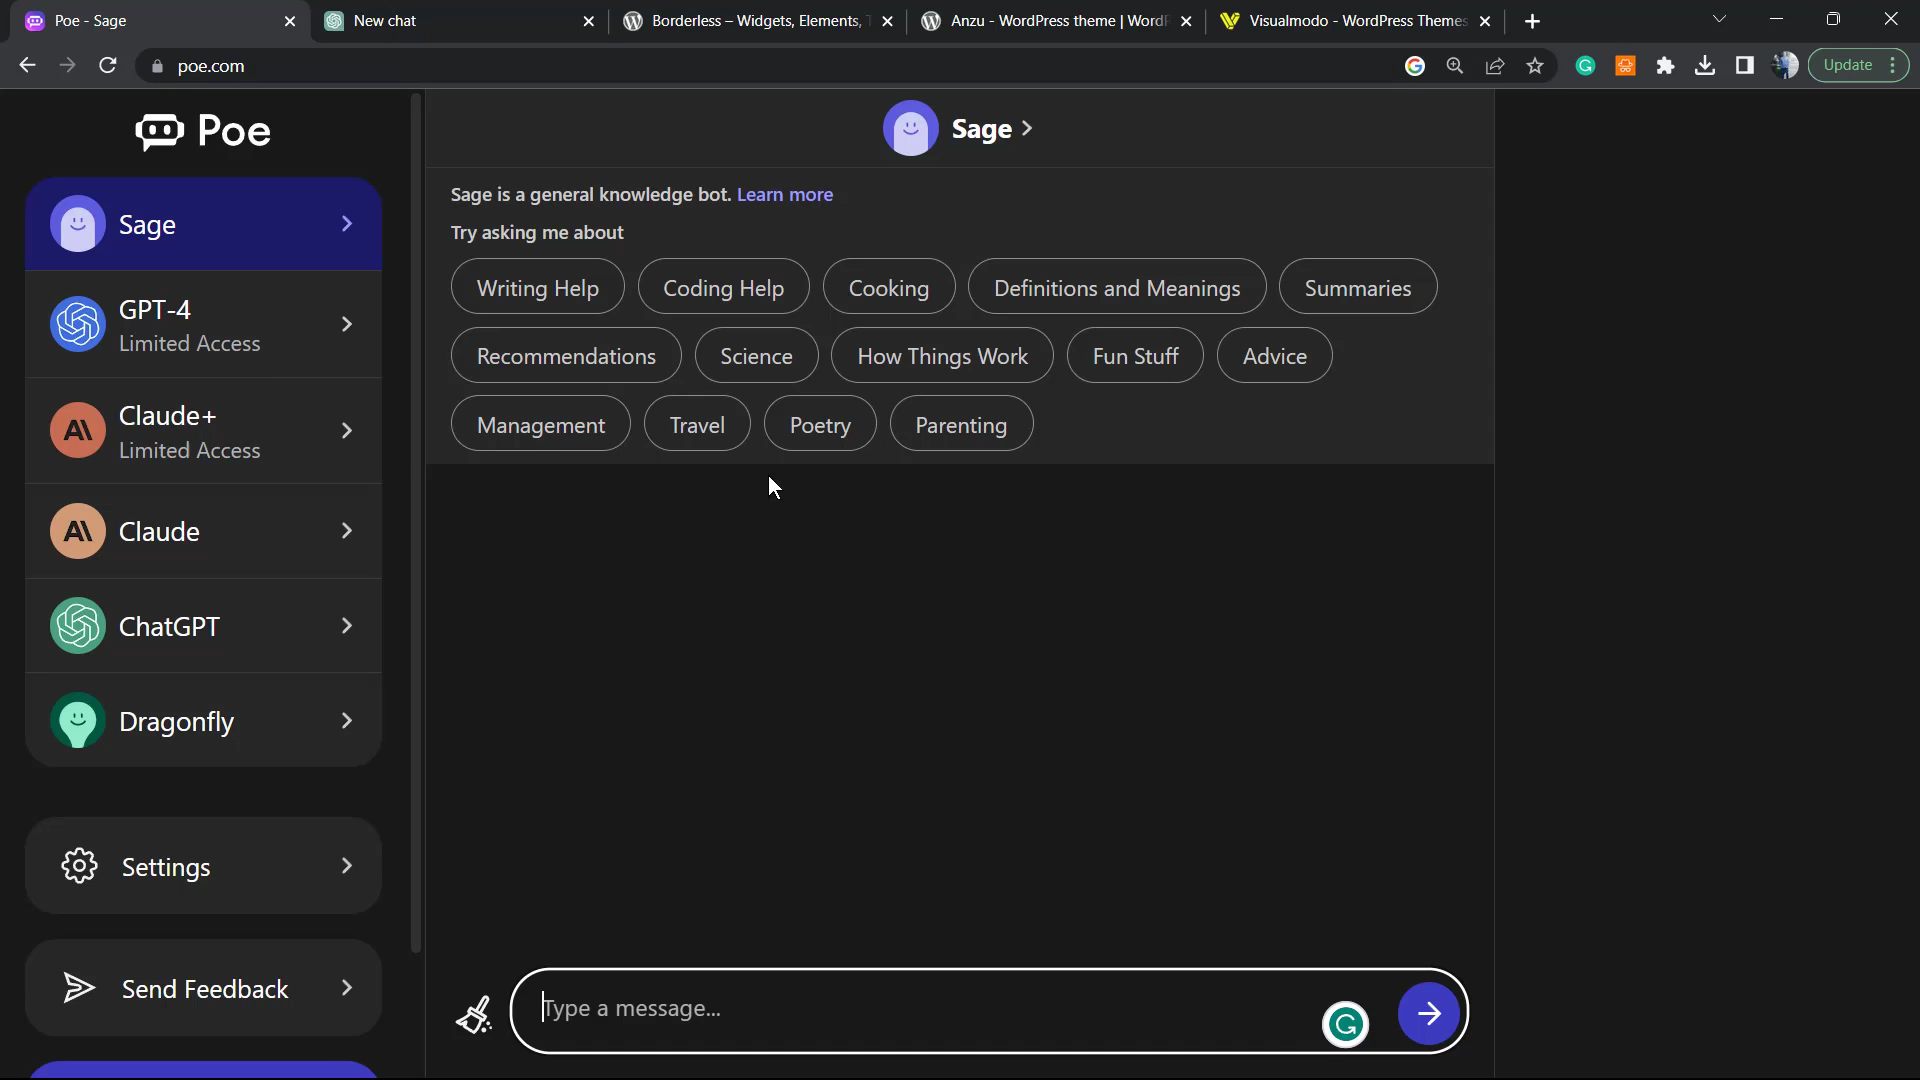 Poe - Sage
New chat
Borderless – Widgets, Elements,
Anzu - WordPress theme | Word
Visualmodo - WordPress Themes
poe.com
Update
Poe
Sage
GPT-4
Limited Access
Claude+
Limited Access
Claude
ChatGPT
Dragonfly
Settings
Send Feedback
Sage
Sage is a general knowledge bot. Learn more
Try asking me about
Writing Help Coding Help Cooking Definitions and Meanings Summaries
Recommendations Science How Things Work Fun Stuff Advice
Management Travel Poetry Parenting
Type a message...